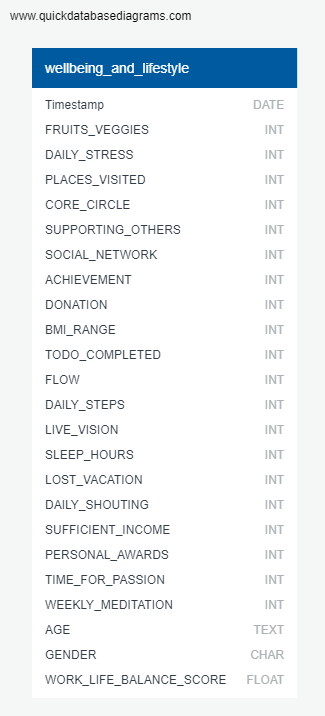 www.quickdatabasediagrams.com
wellbeing_and_lifestyle
Timestamp DATE
FRUITS_VEGGIES INT
DAILY_STRESS INT
PLACES_VISITED INT
CORE_CIRCLE INT
SUPPORTING_OTHERS INT
SOCIAL_NETWORK INT
ACHIEVEMENT INT
DONATION INT
BMI_RANGE INT
TODO_COMPLETED INT
FLOW INT
DAILY_STEPS INT
LIVE_VISION INT
SLEEP_HOURS INT
LOST_VACATION INT
DAILY_SHOUTING INT
SUFFICIENT_INCOME INT
PERSONAL_AWARDS INT
TIME_FOR_PASSION INT
WEEKLY_MEDITATION INT
AGE TEXT
GENDER CHAR
WORK_LIFE_BALANCE_SCORE FLOAT